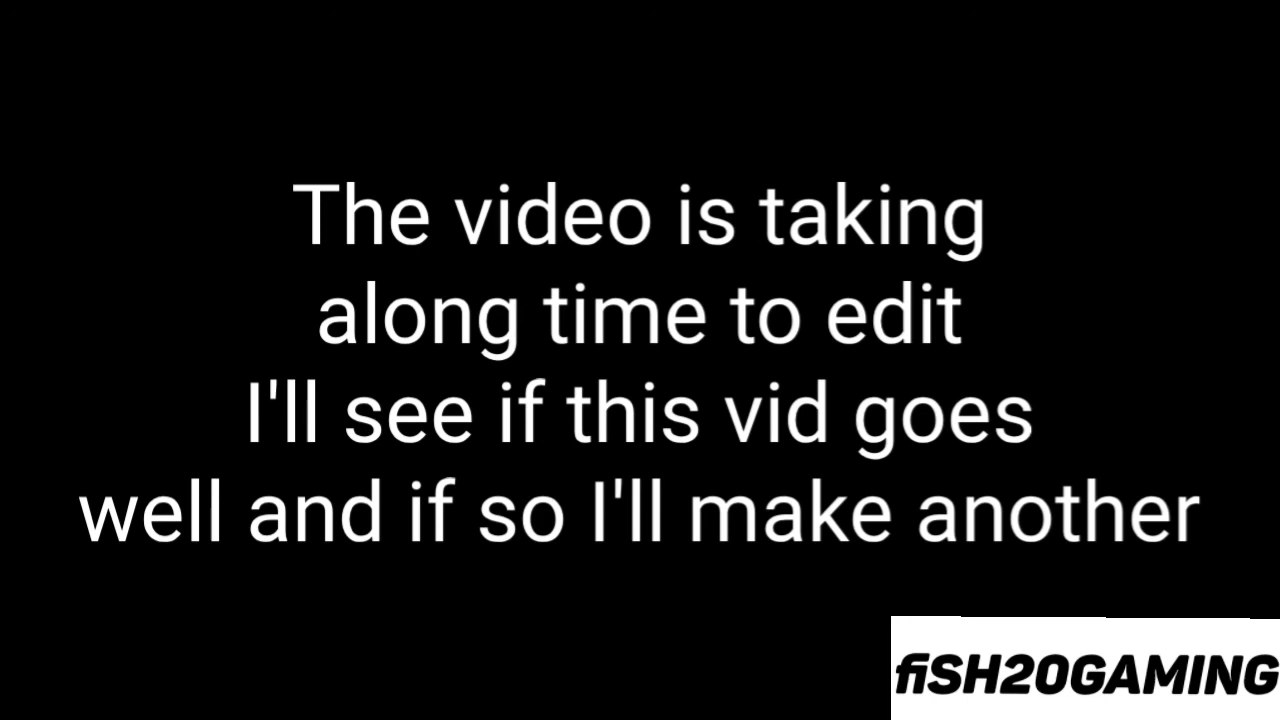 The video is taking
along time to edit
I'll see if this vid goes
well and if so I'll make another
fiSH20GAMING